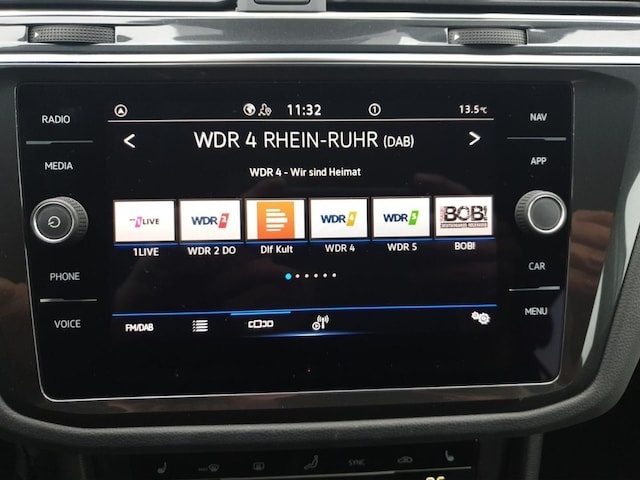 11:32 1 13.5°C
RADIO NAV
WDR 4 RHEIN-RUHR (DAB)
MEDIA APP
WDR 4 - Wir sind Heimat
1LIVE WDR 2 WDR 4 WDR 5 BOB!
1LIVE WDR 2 DO Dlf Kult WDR 4 WDR 5 BOB!
PHONE CAR
VOICE MENU
FM/DAB
SYNC